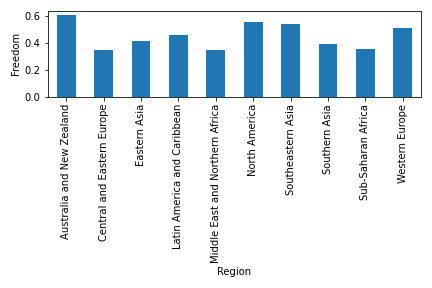 Freedom
0.6
0.4
0.2
0.0
Australia and New Zealand
Central and Eastern Europe
Eastern Asia
Latin America and Caribbean
Middle East and Northern Africa
North America
Southeastern Asia
Southern Asia
Sub-Saharan Africa
Western Europe
Region